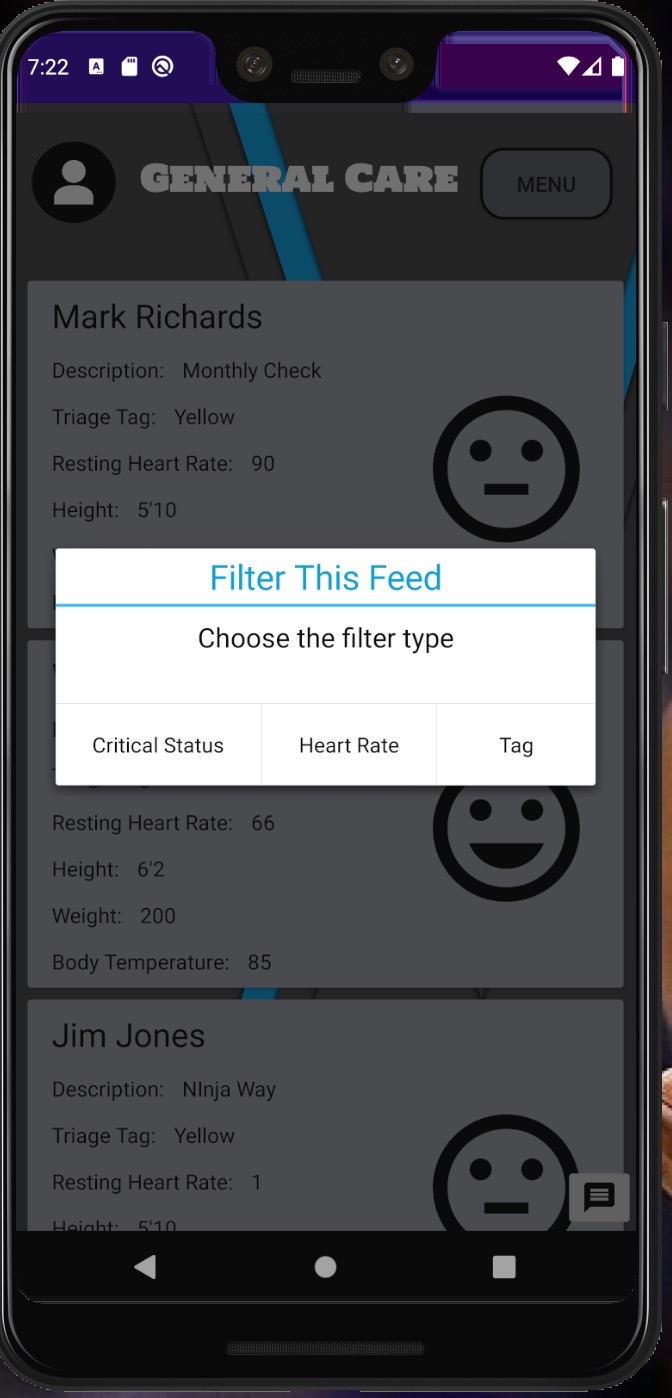 7:22
GENERAL CARE
MENU
Mark Richards
Description: Monthly Check
Triage Tag: Yellow
Resting Heart Rate: 90
Height: 5'10
Filter This Feed
Choose the filter type
Critical Status
Heart Rate
Tag
Resting Heart Rate: 66
Height: 6'2
Weight: 200
Body Temperature: 85
Jim Jones
Description: NInja Way
Triage Tag: Yellow
Resting Heart Rate: 1
Height: 5'10